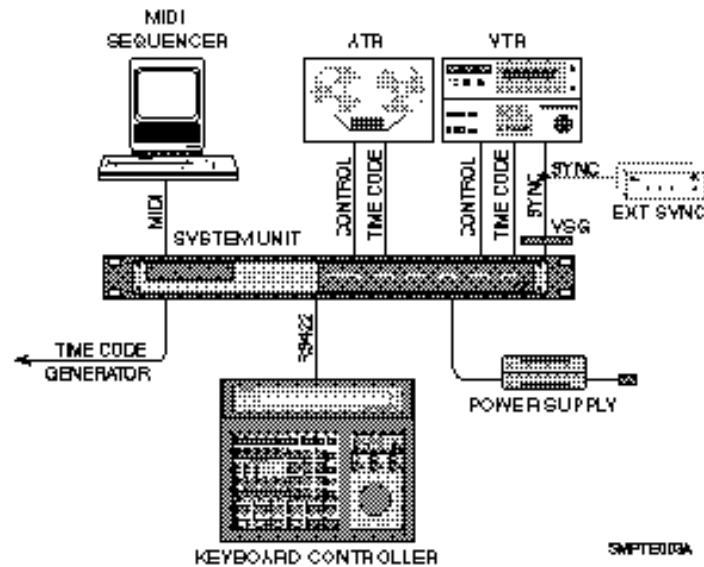 MIDI
SEQUENCER
ATR
VTR
MIDI
CONTROL
TIME CODE
CONTROL
TIME CODE
SYNC
SYNC
EXT SYNC
VSG
SYSTEM UNIT
TIME CODE
GENERATOR
RS422
POWER SUPPLY
KEYBOARD CONTROLLER